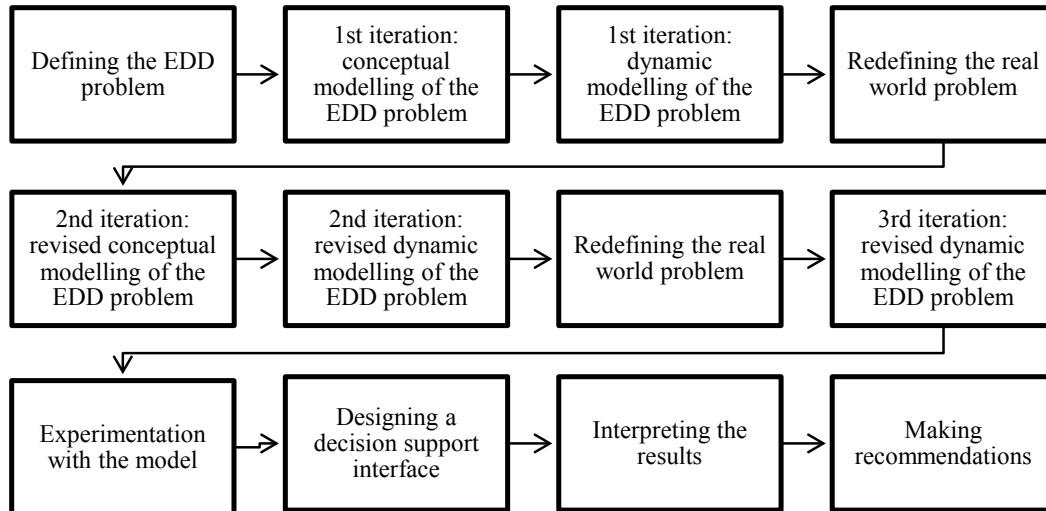 Defining the EDD
problem
1st iteration:
conceptual
modelling of the
EDD problem
1st iteration:
dynamic
modelling of the
EDD problem
Redefining the real
world problem
2nd iteration:
revised conceptual
modelling of the
EDD problem
2nd iteration:
revised dynamic
modelling of the
EDD problem
Redefining the real
world problem
3rd iteration:
revised dynamic
modelling of the
EDD problem
Experimentation
with the model
Designing a
decision support
interface
Interpreting the
results
Making
recommendations